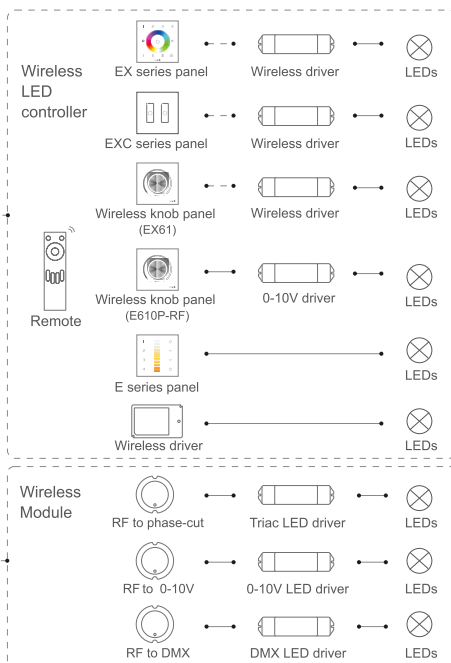 Wireless
LED
controller
EX series panel
Wireless driver
LEDs
EXC series panel
Wireless driver
LEDs
Wireless knob panel
(EX61)
Wireless driver
LEDs
Remote
Wireless knob panel
(E610P-RF)
0-10V driver
LEDs
E series panel
LEDs
Wireless driver
LEDs
Wireless
Module
RF to phase-cut
Triac LED driver
LEDs
RF to 0-10V
0-10V LED driver
LEDs
RF to DMX
DMX LED driver
LEDs